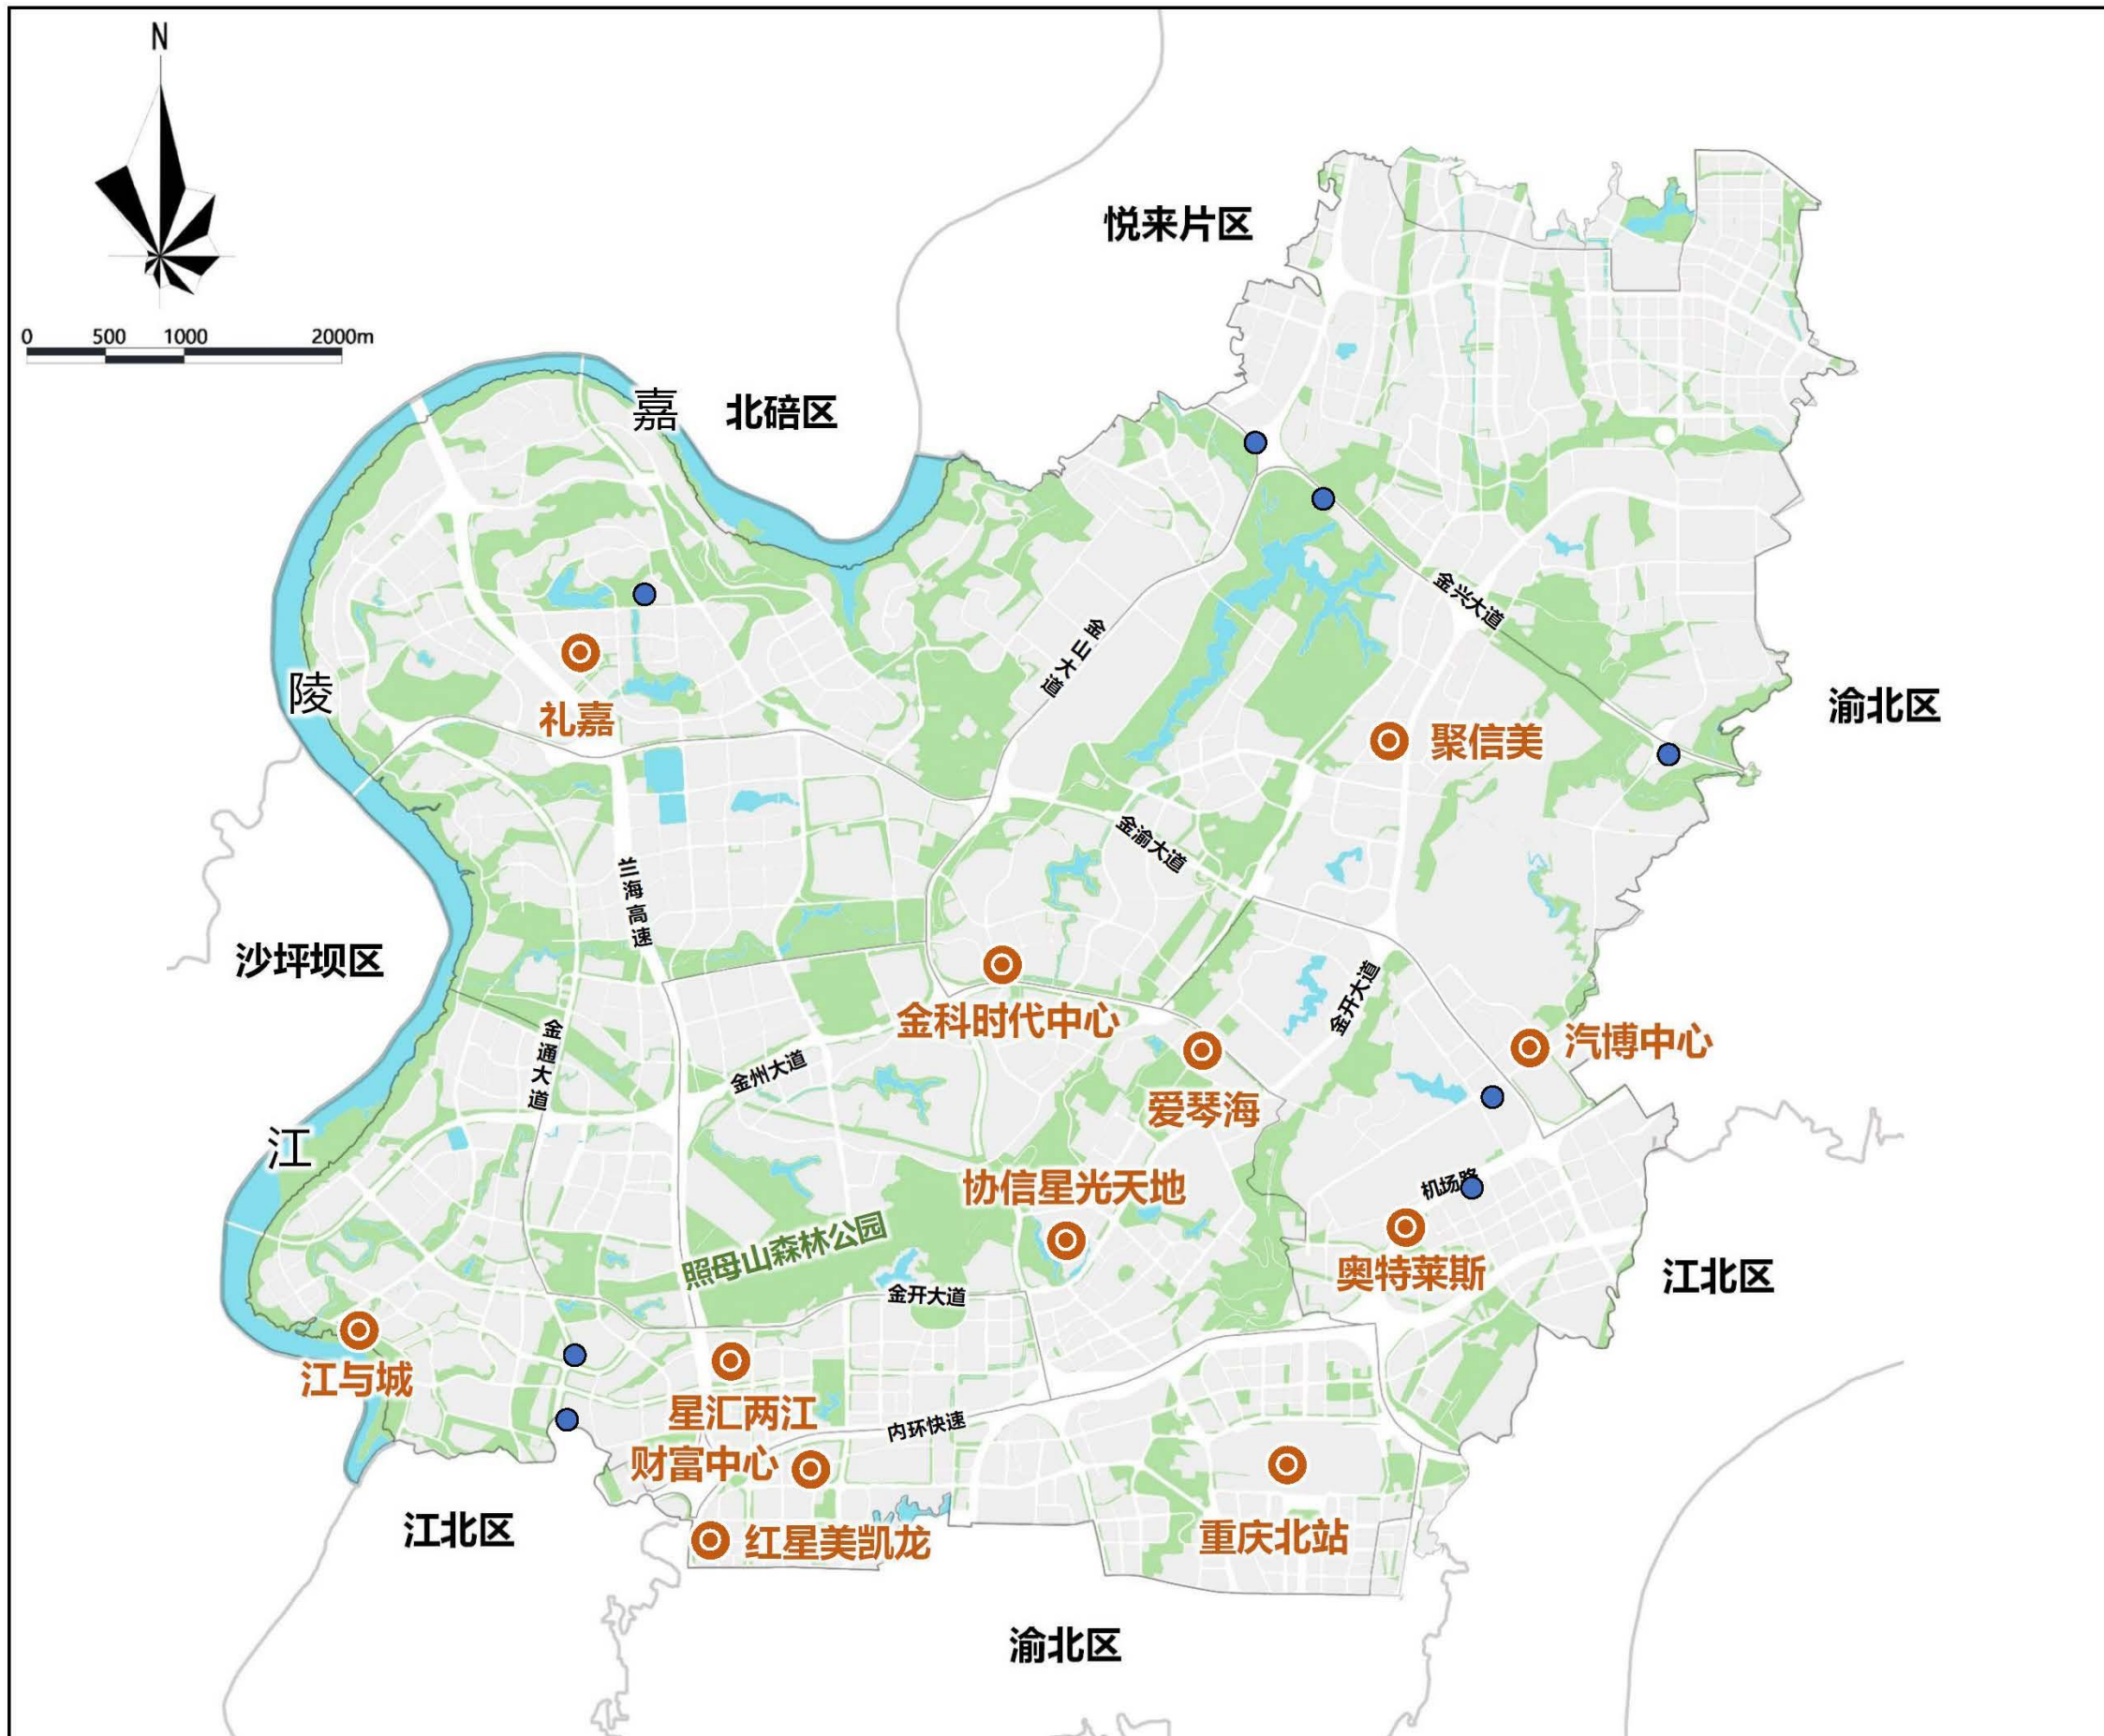 N
0 500 1000 2000m
悦来片区
嘉
北碚区
金兴大道
金山大道
陵
礼嘉
渝北区
聚信美
金渝大道
兰海高速
沙坪坝区
金科时代中心
金开大道
汽博中心
金通大道
金州大道
爱琴海
江
协信星光天地
机场路
照母山森林公园
奥特莱斯
江北区
金开大道
江与城
星汇两江
内环快速
财富中心
江北区
红星美凯龙
重庆北站
渝北区